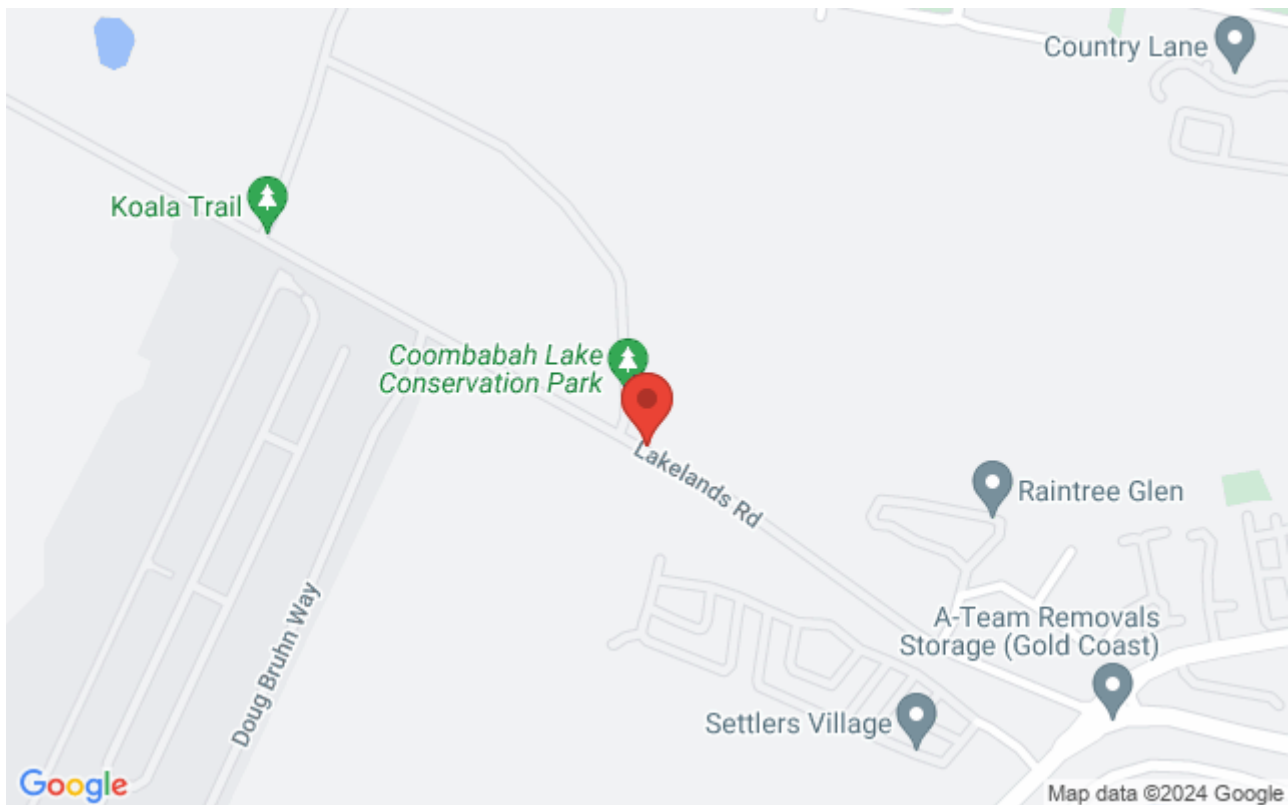 Country Lane
Koala Trail
Coombabah Lake
Conservation Park
Lakelands Rd
Raintree Glen
Doug Bruhn Way
A-Team Removals
Storage (Gold Coast)
Settlers Village
Google
Map data ©2024 Google